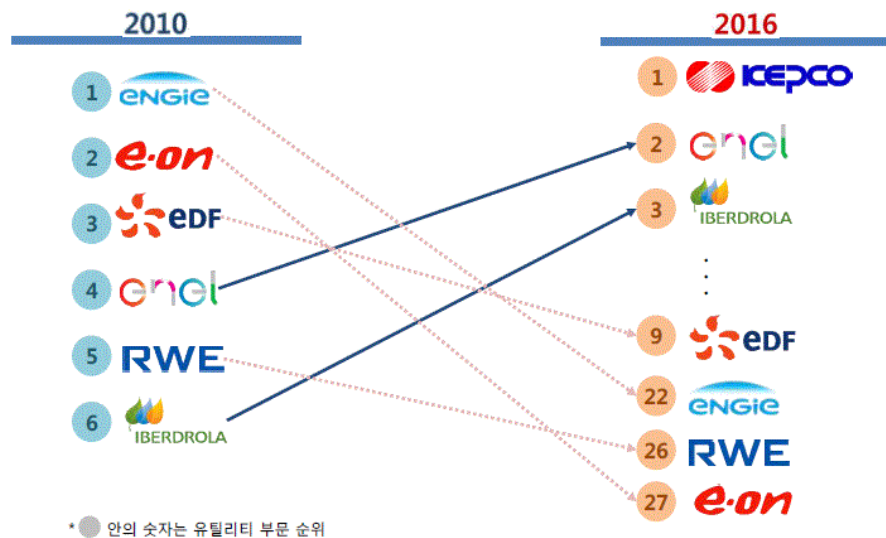 2010
1 ENGIE
2 e·on
3 eDF
4 enel
5 RWE
6 IBERDROLA
2016
1 KEPCO
2 enel
3 IBERDROLA
9 eDF
22 ENGIE
26 RWE
27 e·on
* 안의 숫자는 유틸리티 부문 순위